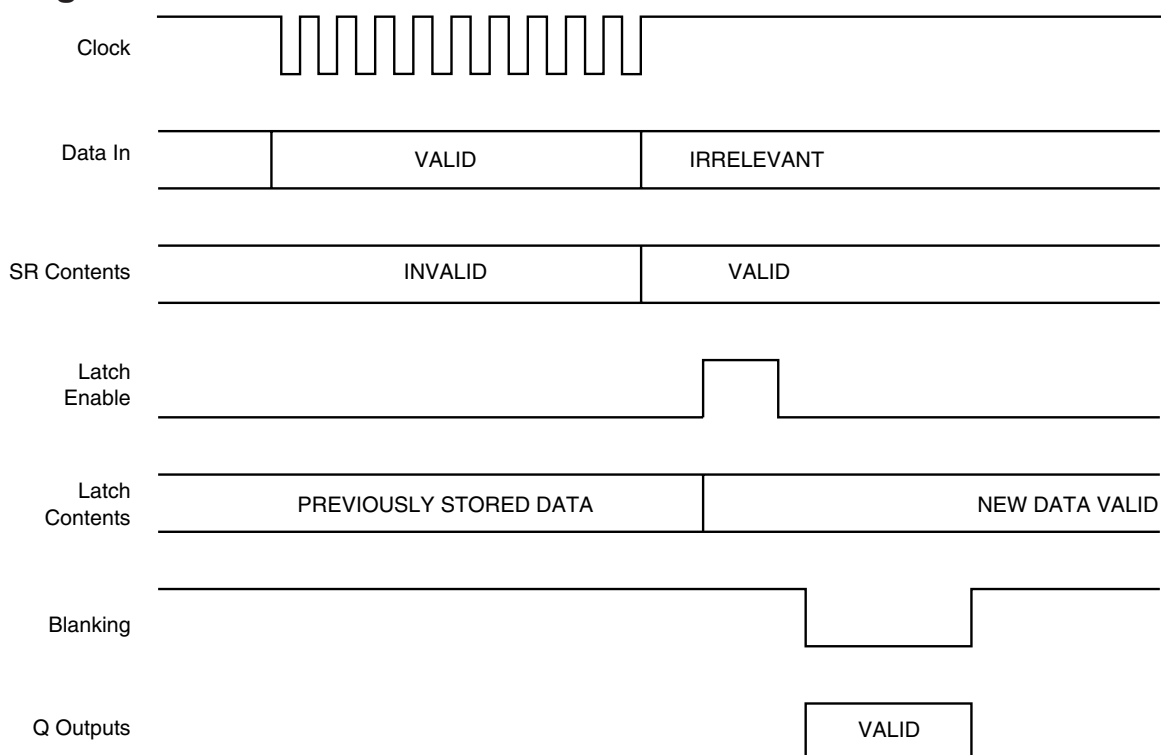 Clock
Data In
VALID
IRRELEVANT
SR Contents
INVALID
VALID
Latch
Enable
Latch
Contents
PREVIOUSLY STORED DATA
NEW DATA VALID
Blanking
Q Outputs
VALID